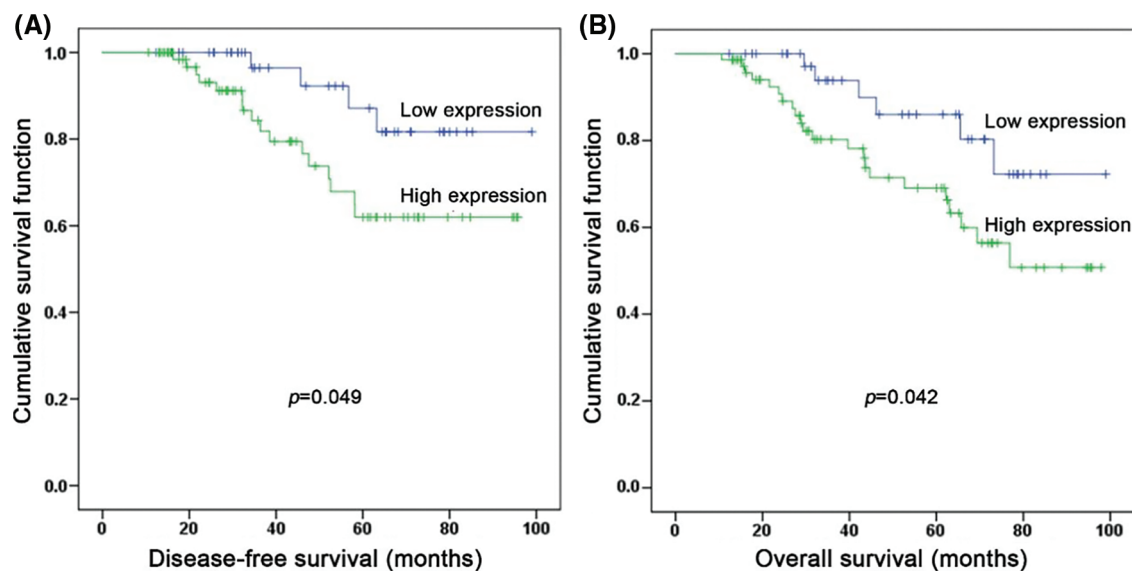 (A)
Cumulative survival function
1.0
0.8
0.6
0.4
0.2
0.0
Low expression
High expression
p=0.049
0 20 40 60 80 100
Disease-free survival (months)
(B)
Cumulative survival function
1.0
0.8
0.6
0.4
0.2
0.0
Low expression
High expression
p=0.042
0 20 40 60 80 100
Overall survival (months)